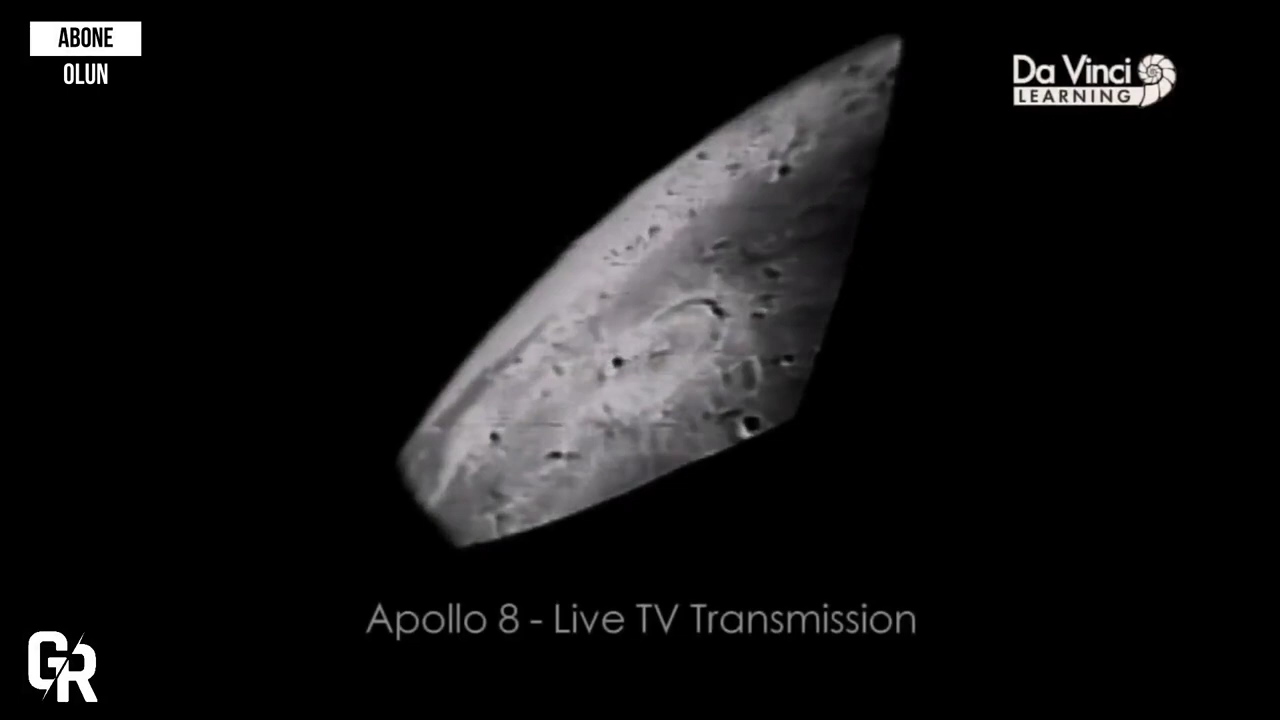 ABONE
OLUN
Da Vinci
LEARNING
Apollo 8 - Live TV Transmission
GR